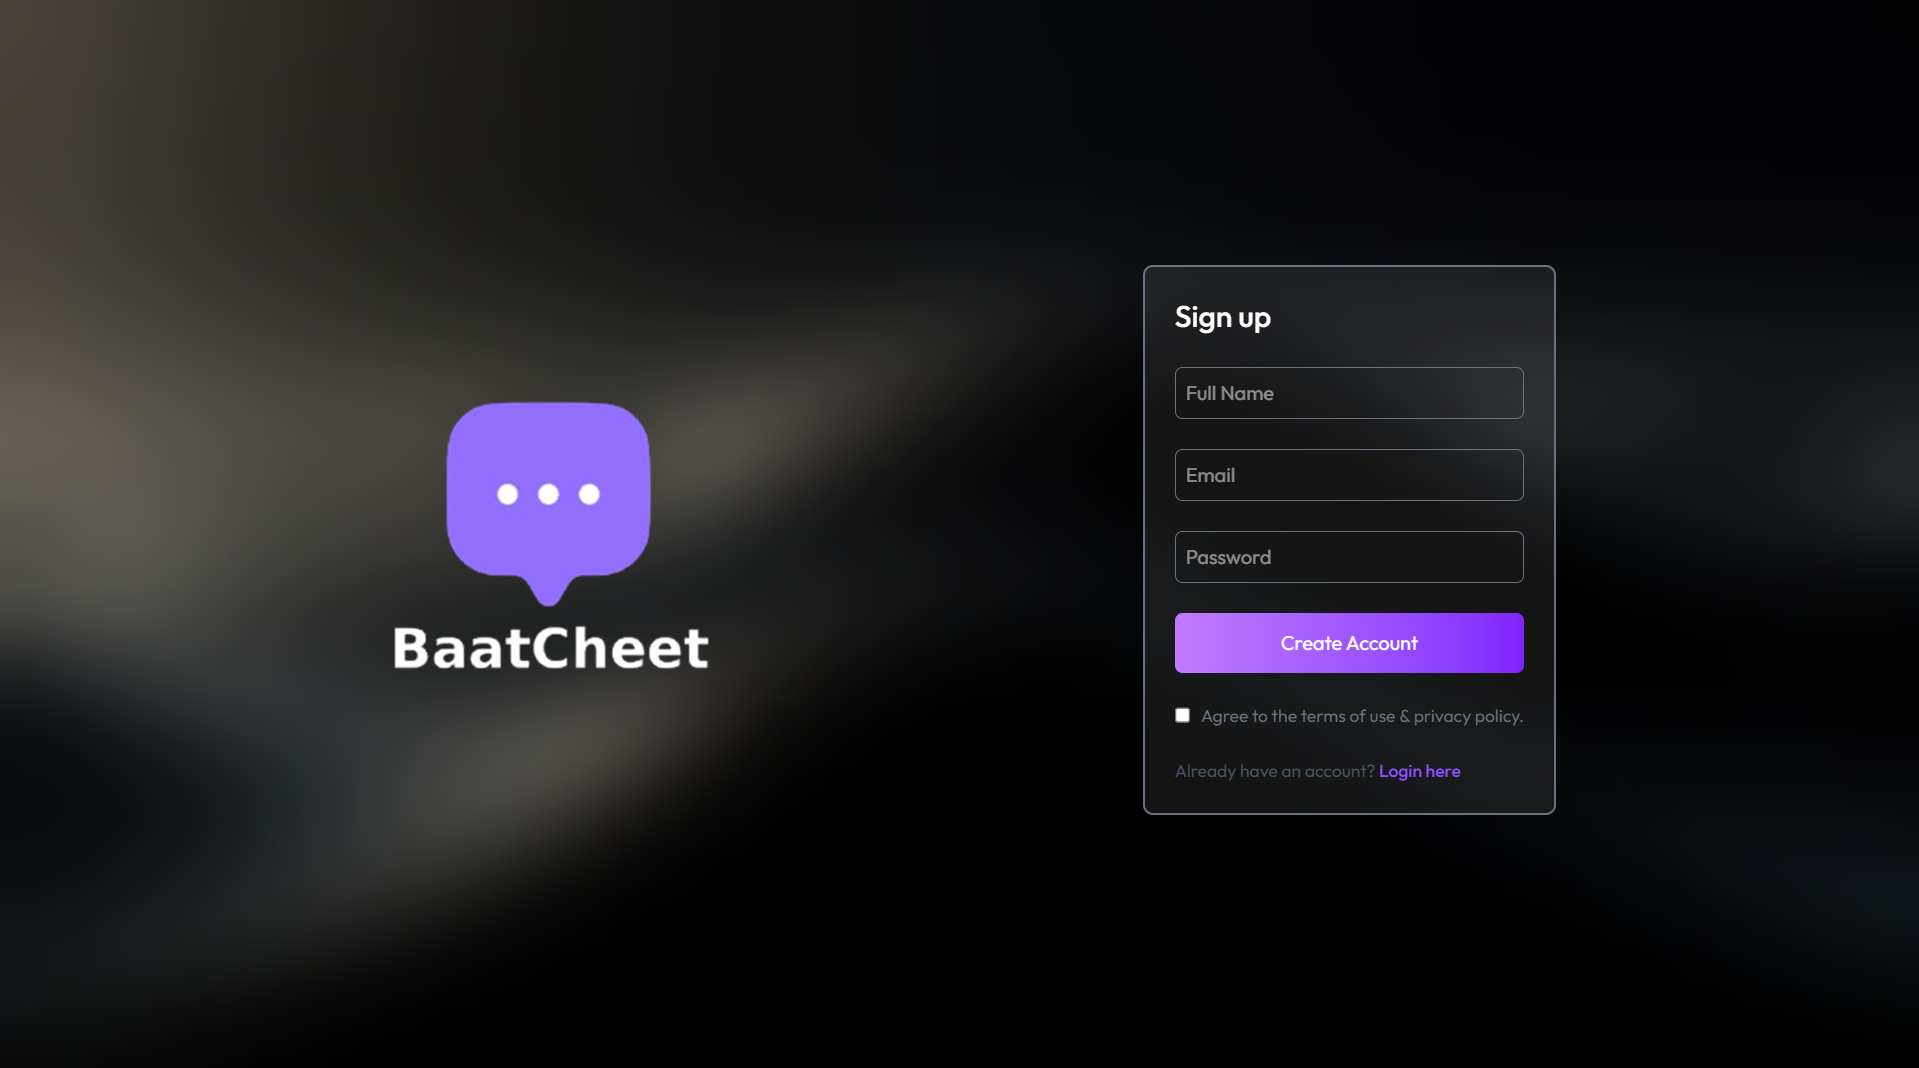 BaatCheet
Sign up
Full Name
Email
Password
Create Account
Agree to the terms of use & privacy policy.
Already have an account? Login here